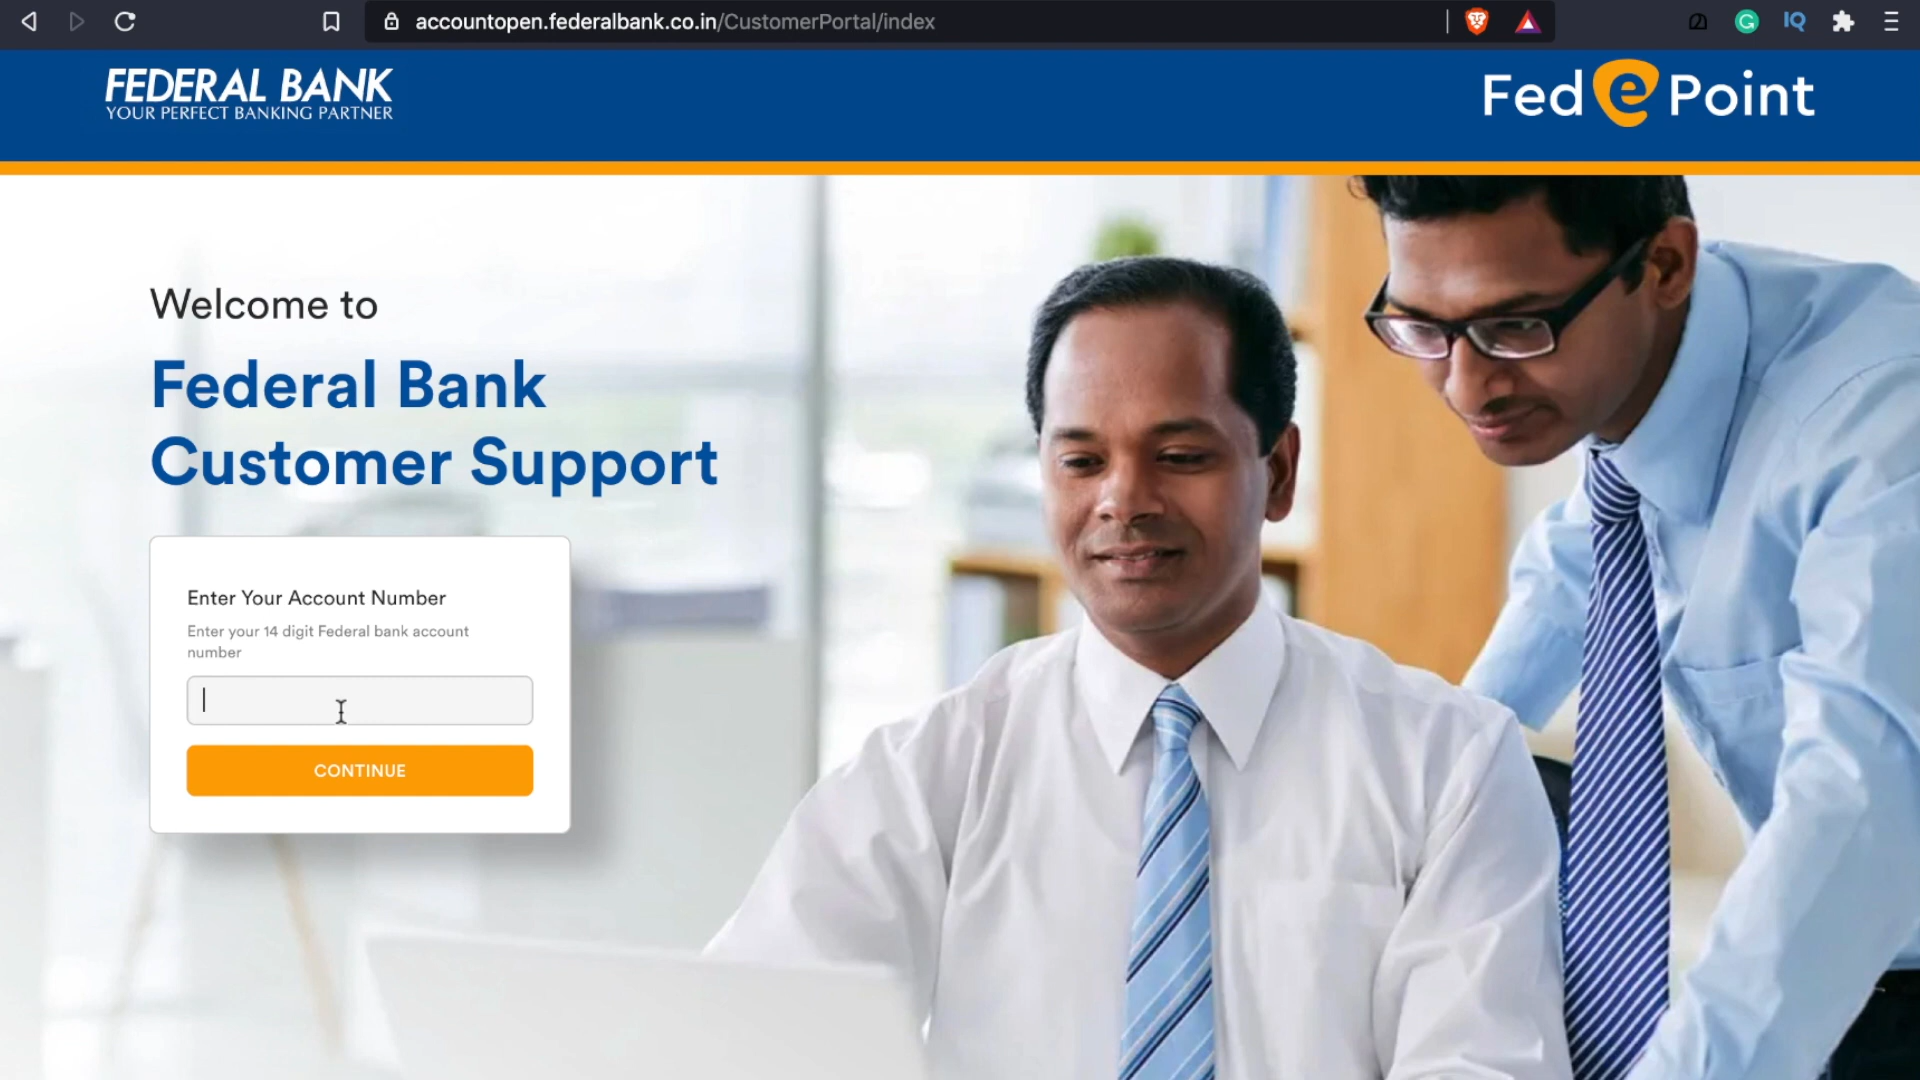 accountopen.federalbank.co.in/CustomerPortal/index
IQ
FEDERAL BANK
YOUR PERFECT BANKING PARTNER
Fed e Point
Welcome to
Federal Bank
Customer Support
Enter Your Account Number
Enter your 14 digit Federal bank account
number
CONTINUE